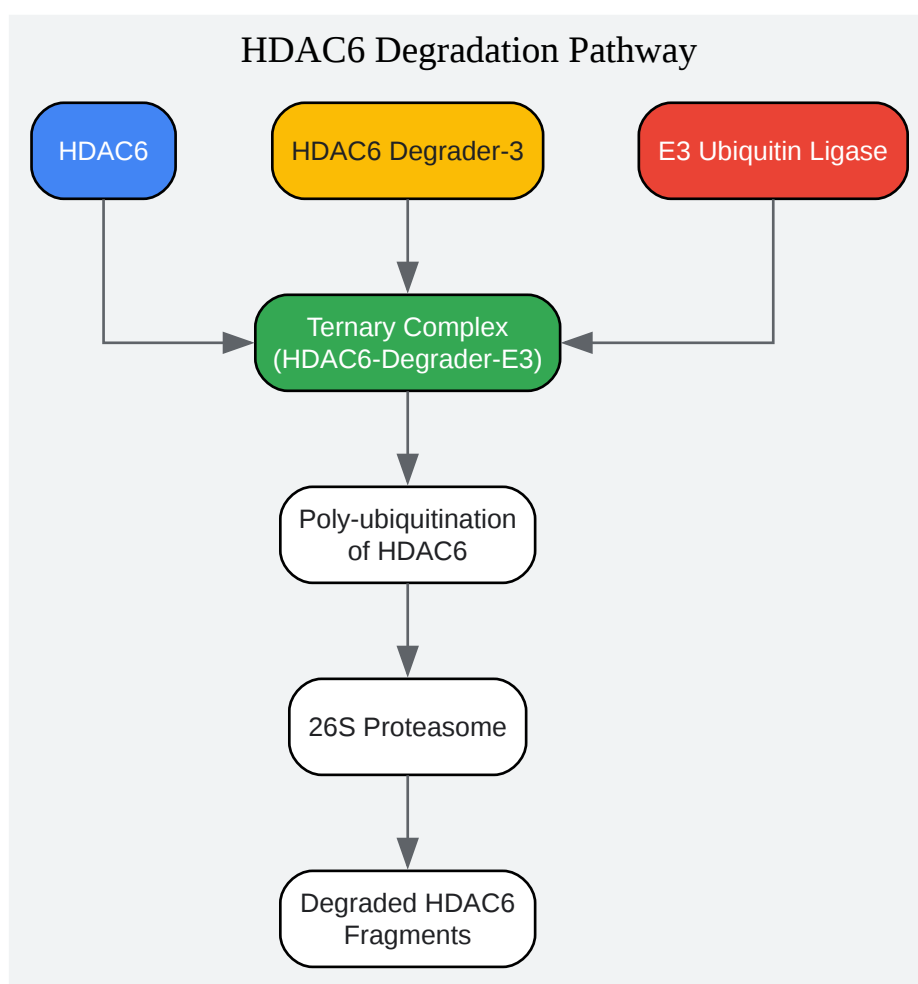 HDAC6 Degradation Pathway
HDAC6
HDAC6 Degrader-3
E3 Ubiquitin Ligase
Ternary Complex
(HDAC6-Degrader-E3)
Poly-ubiquitination
of HDAC6
26S Proteasome
Degraded HDAC6
Fragments